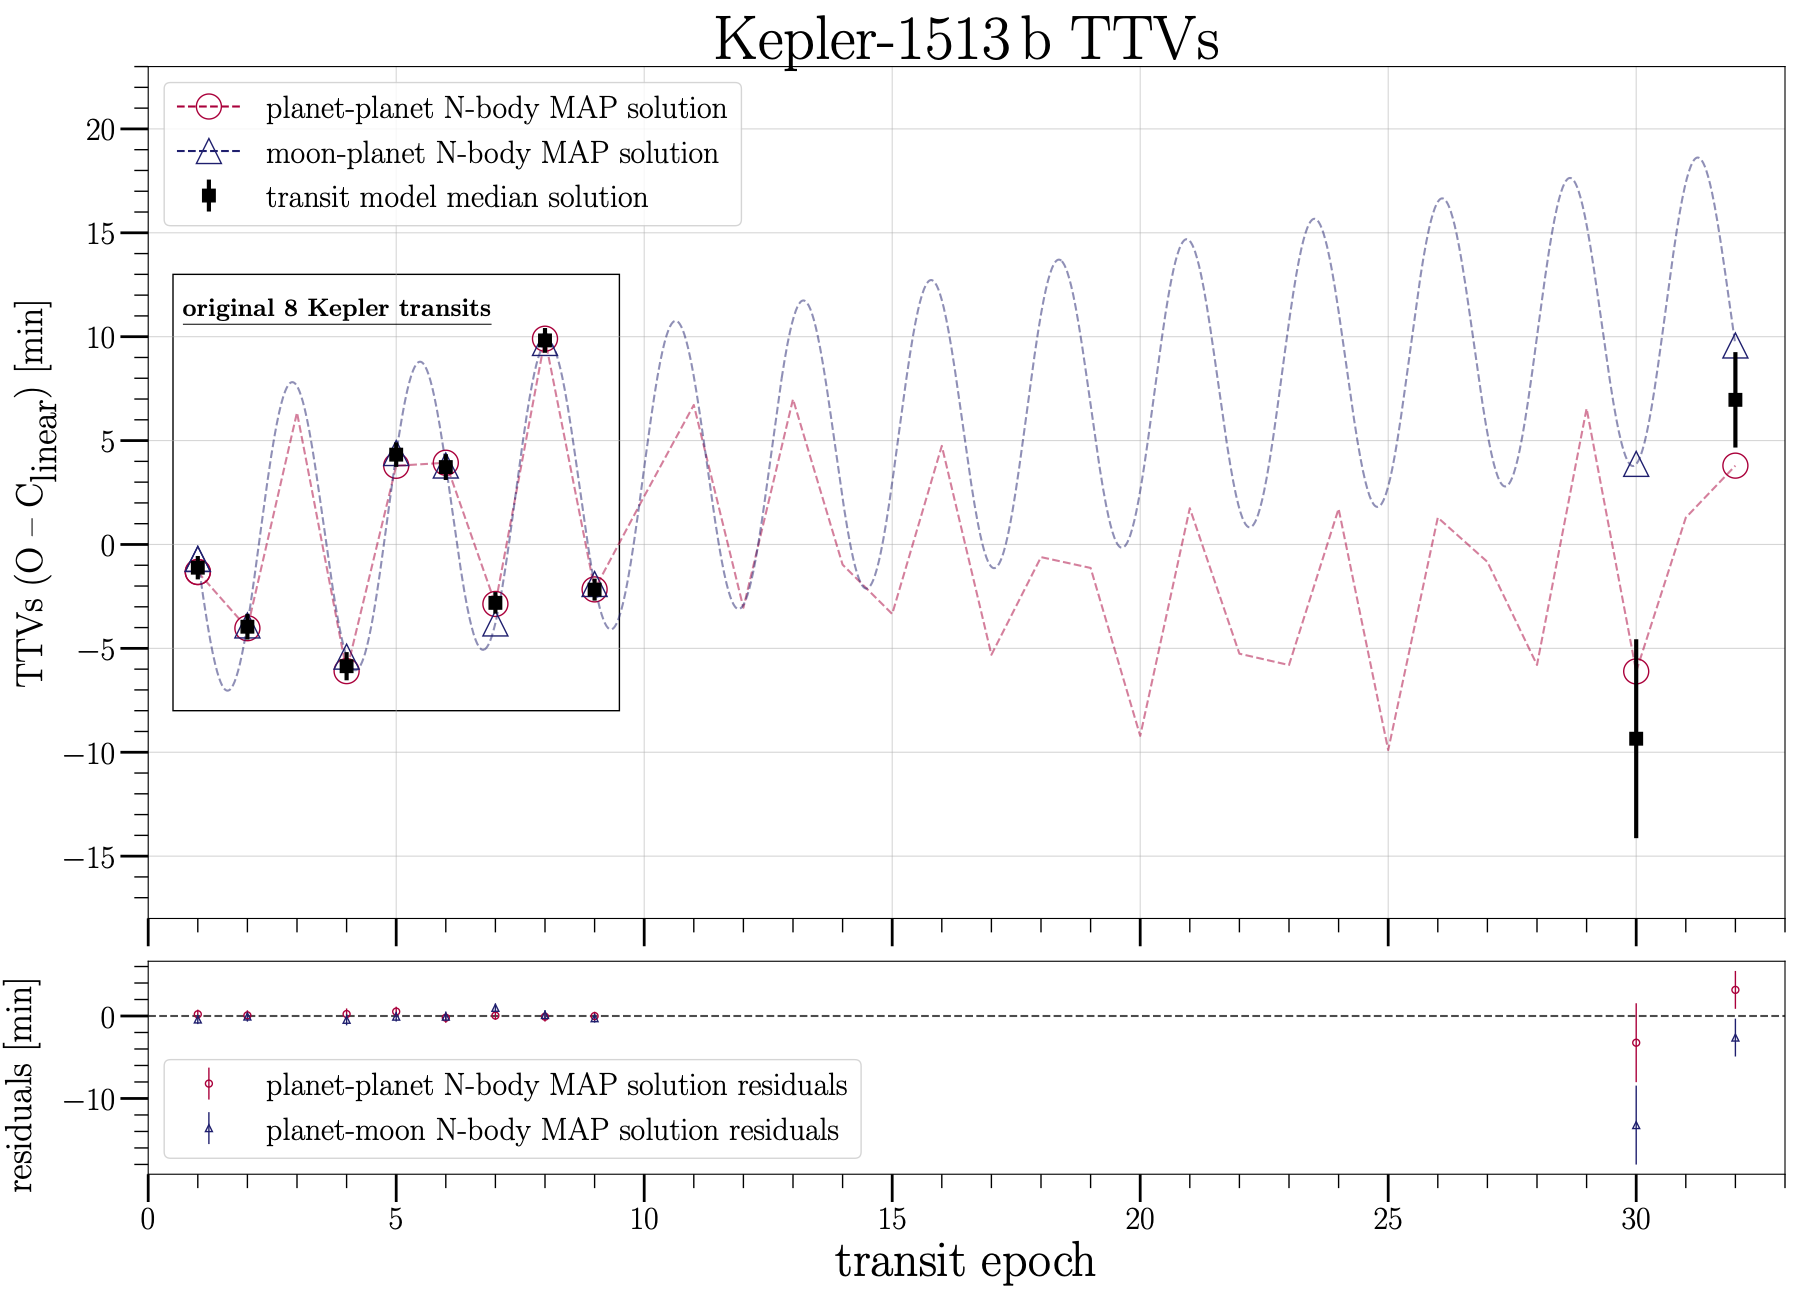 Kepler-1513 b TTVs
planet-planet N-body MAP solution
moon-planet N-body MAP solution
transit model median solution
original 8 Kepler transits
TTVs (O – Clinear) [min]
20
15
10
5
0
−5
−10
−15
residuals [min]
0
−10
planet-planet N-body MAP solution residuals
planet-moon N-body MAP solution residuals
0 5 10 15 20 25 30
transit epoch